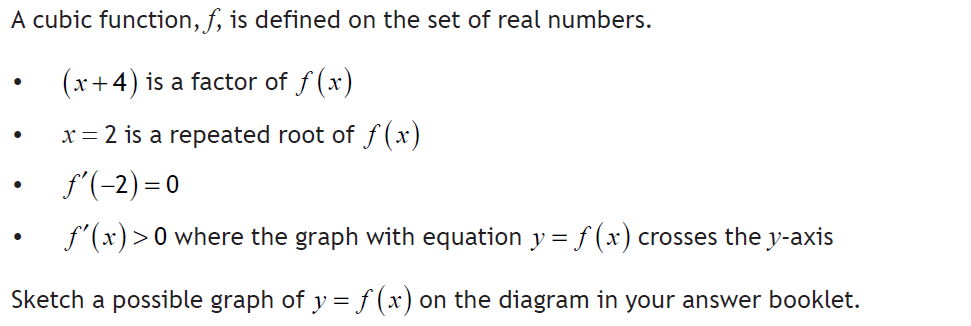 A cubic function, f, is defined on the set of real numbers.
• (x+4) is a factor of f(x)
• x = 2 is a repeated root of f(x)
• f′(−2) = 0
• f′(x) > 0 where the graph with equation y = f(x) crosses the y-axis
Sketch a possible graph of y = f(x) on the diagram in your answer booklet.